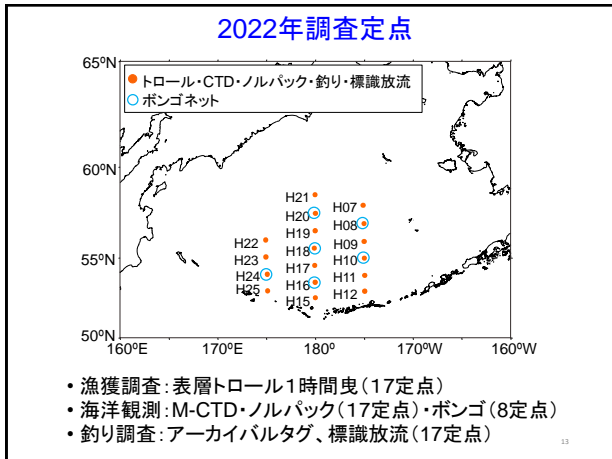 2022年調査定点
65ºN
● トロール・CTD・ノルパック・釣り・標識放流
○ ボンゴネット
60ºN
H21
H07
H20
H08
H19
H22
H09
H18
H23
H10
H17
H24
H11
H16
H25
H12
H15
55ºN
50ºN
160ºE
170ºE
180º
170ºW
160ºW
• 漁獲調査：表層トロール１時間曳（17定点）
• 海洋観測：M-CTD・ノルパック（17定点）・ボンゴ（8定点）
• 釣り調査：アーカイバルタグ、標識放流（17定点）
13